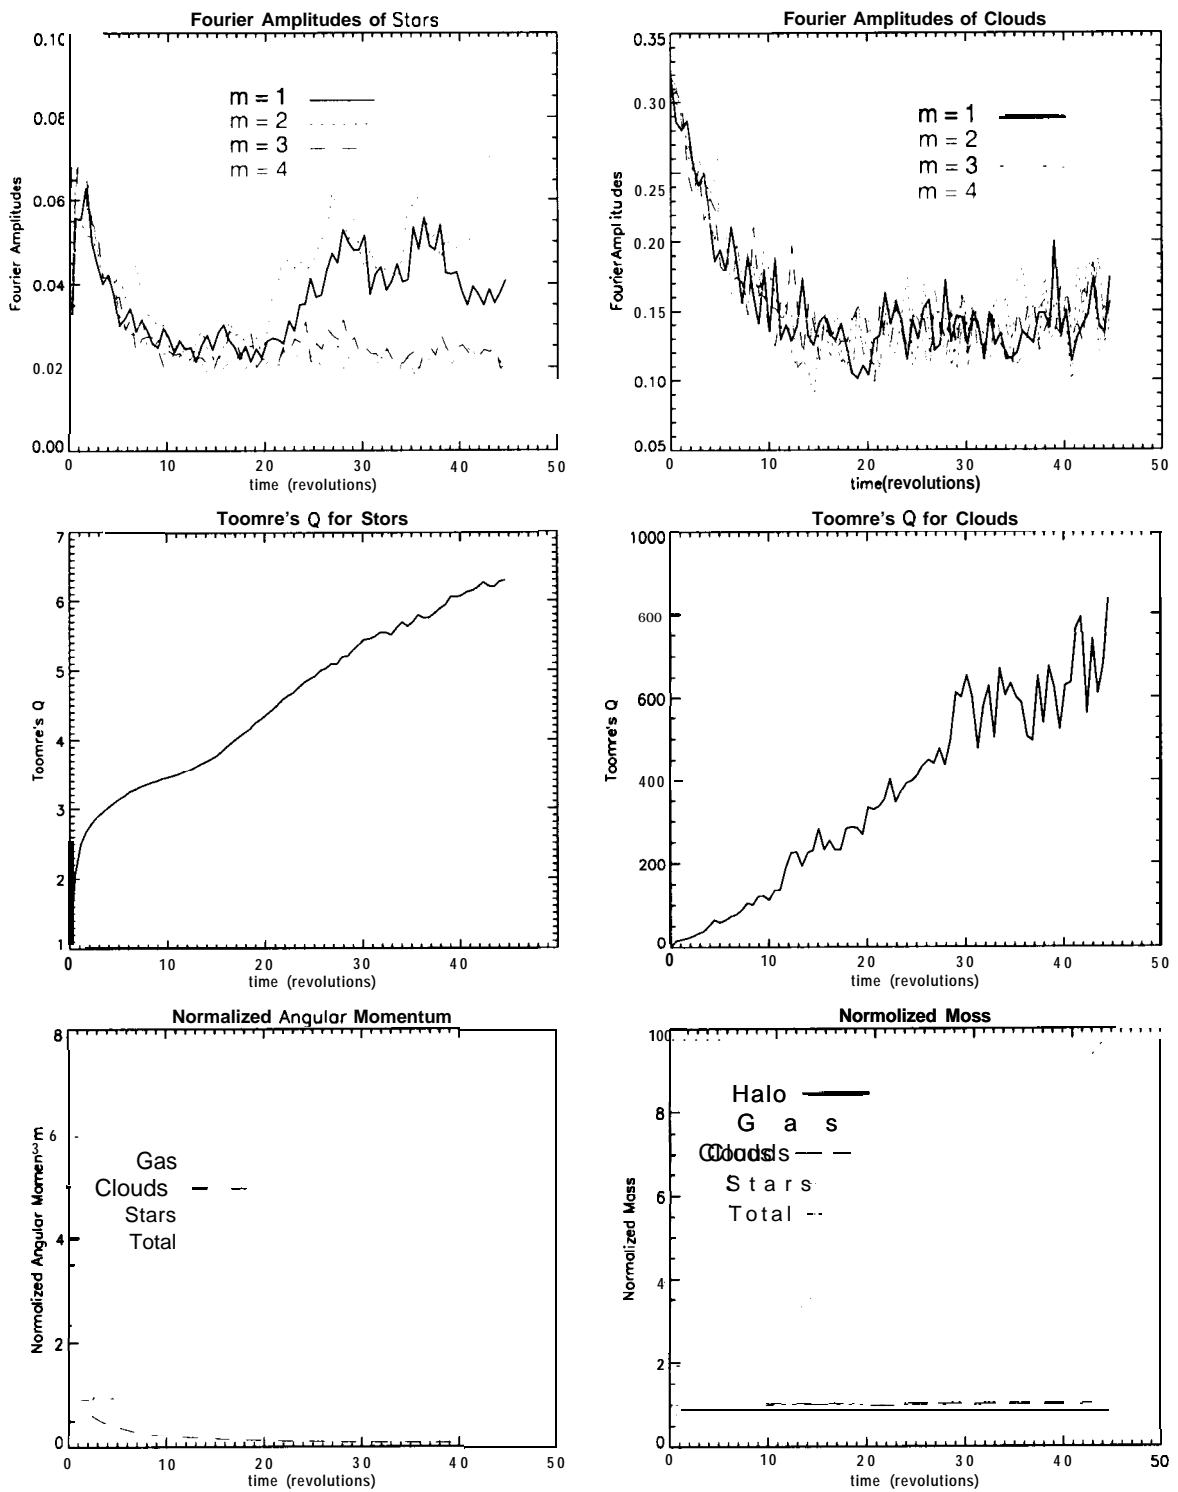 Fourier Amplitudes of Stars
0.10
0.08
0.06
0.04
0.02
0.00
Fourier Amplitudes
m = 1
m = 2
m = 3
m = 4
0 10 20 30 40 50
time (revolutions)
Fourier Amplitudes of Clouds
0.35
0.30
0.25
0.20
0.15
0.10
0.05
Fourier Amplitudes
m = 1
m = 2
m = 3
m = 4
0 10 20 30 40 50
time(revolutions)
Toomre's Q for Stors
7
6
5
4
3
2
1
Toomre's Q
0 10 20 30 40
time (revolutions)
Toomre's Q for Clouds
1000
600
600
400
200
0
Toomre's Q
0 10 20 30 40 50
time (revolutions)
Normalized Angular Momentum
8
6
4
2
0
Normolized Angular
Gas
Clouds
Stars
Total
0 10 20 30 40 50
time (revolutions)
Normolized Moss
100
8
6
4
2
0
Normalized Mass
Halo
Gas
Clouds
Stars
Total
0 10 20 30 40 50
time (revolutions)